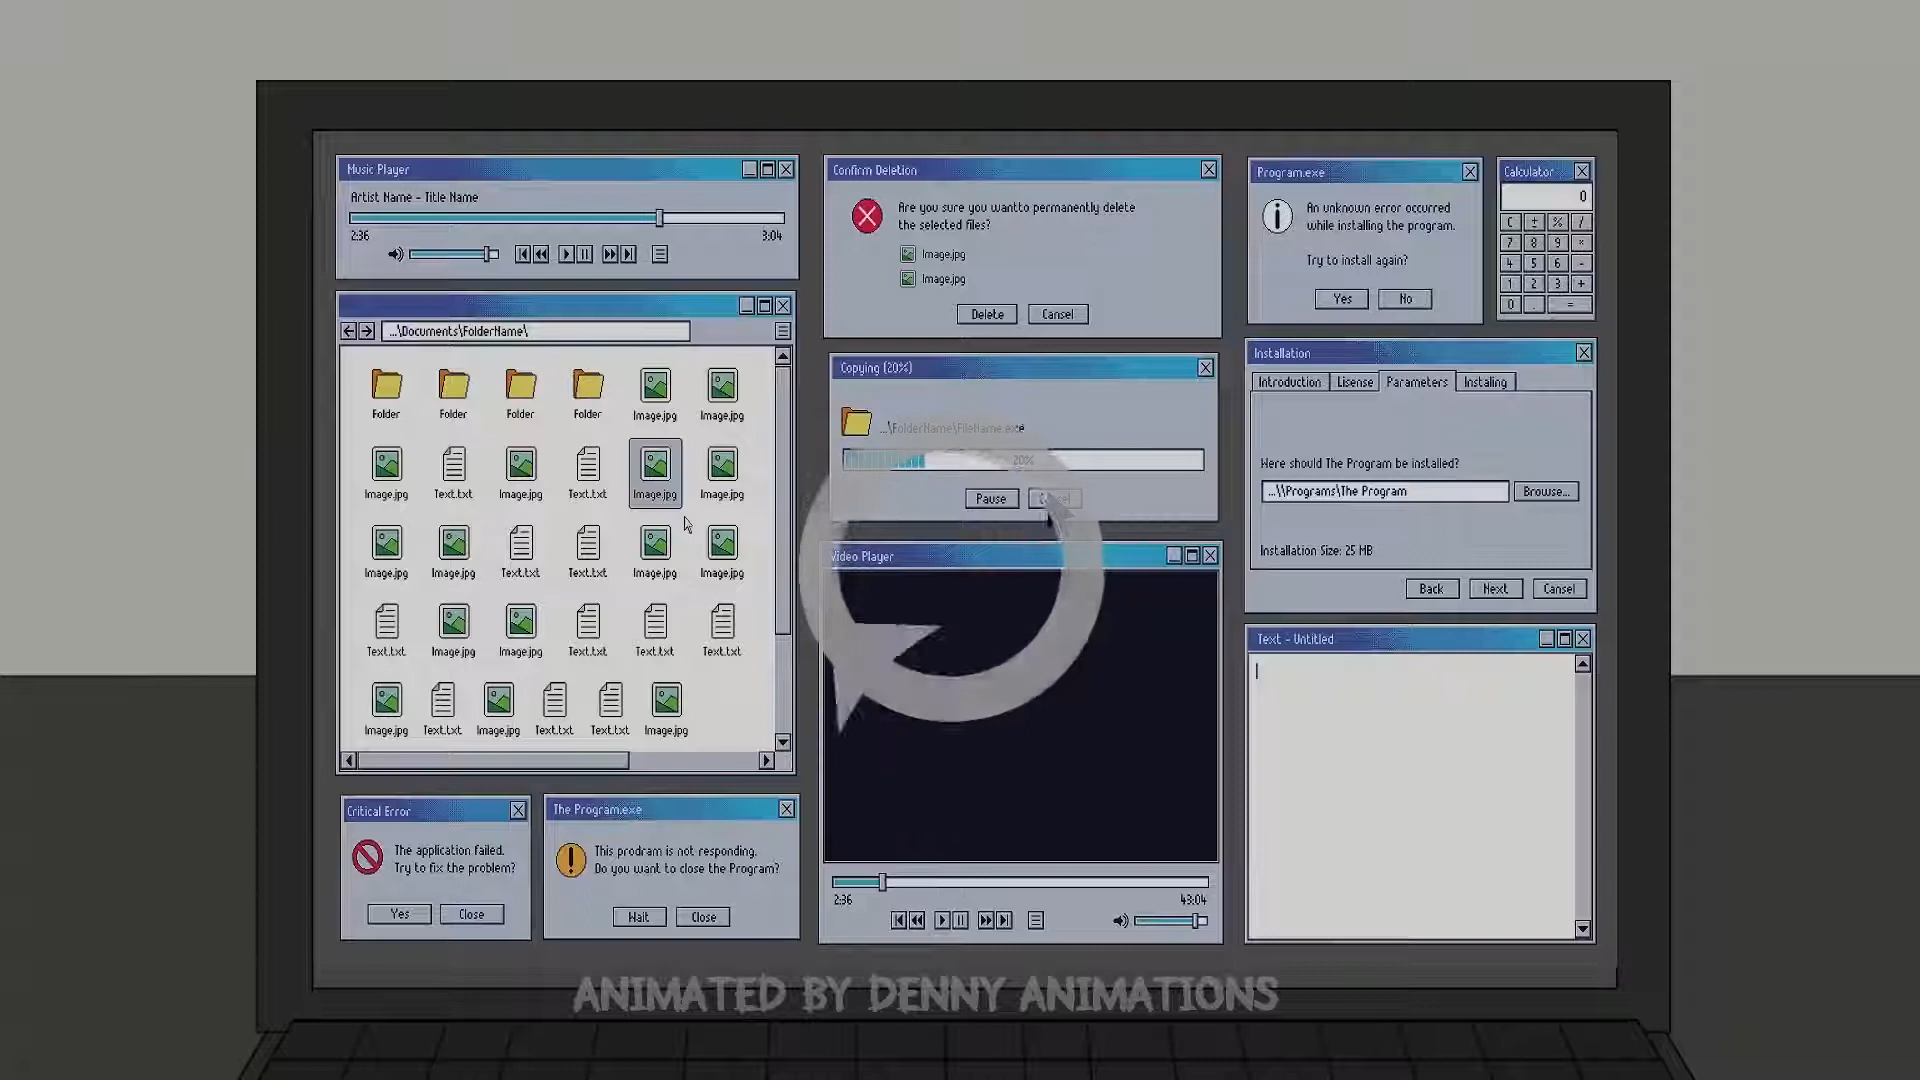 Music Player
Artist Name - Title Name
2:36
3:04
...\Documents\FolderName\
Folder
Folder
Folder
Folder
Image.jpg
Image.jpg
Image.jpg
Text.txt
Image.jpg
Text.txt
Image.jpg
Image.jpg
Image.jpg
Image.jpg
Text.txt
Text.txt
Image.jpg
Image.jpg
Text.txt
Image.jpg
Image.jpg
Text.txt
Text.txt
Text.txt
Image.jpg
Text.txt
Image.jpg
Text.txt
Text.txt
Image.jpg
Critical Error
The application failed.
Try to fix the problem?
Yes
Close
The Program.exe
This prodram is not responding.
Do you want to close the Program?
Wait
Close
Confirm Deletion
Are you sure you wantto permanently delete
the selected files?
Image.jpg
Image.jpg
Delete
Cansel
Copying (20%)
...\FolderName\FileName.exe
20%
Pause
Cansel
Video Player
2:36
43:04
Program.exe
An unknown error occurred
while installing the program.
Try to install again?
Yes
No
Calculator
0
C ± % /
7 8 9 *
4 5 6 -
1 2 3 +
0 . =
Installation
Introduction
Lisense
Parameters
Instaling
Here should The Program be installed?
...\\Programs\The Program
Browse...
Installation Size: 25 MB
Back
Next
Cansel
Text - Untitled
ANIMATED BY DENNY ANIMATIONS